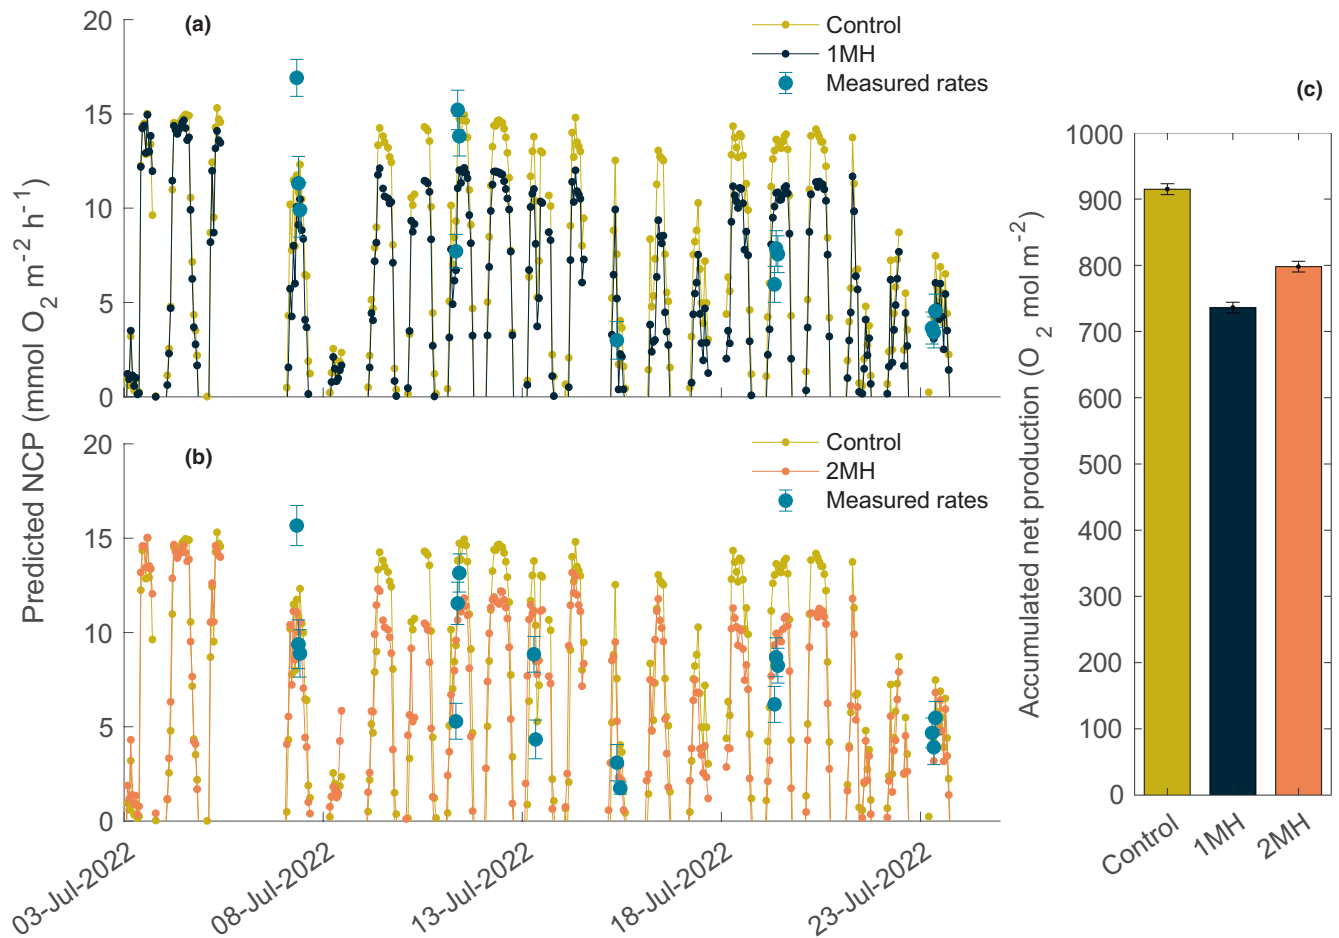 Predicted NCP (mmol O2 m−2 h−1)
(a)
20
15
10
5
0
Control
1MH
Measured rates
(b)
20
15
10
5
0
Control
2MH
Measured rates
03-Jul-2022
08-Jul-2022
13-Jul-2022
18-Jul-2022
23-Jul-2022
(c)
Accumulated net production (O2 mol m−2)
1000
900
800
700
600
500
400
300
200
100
0
Control
1MH
2MH